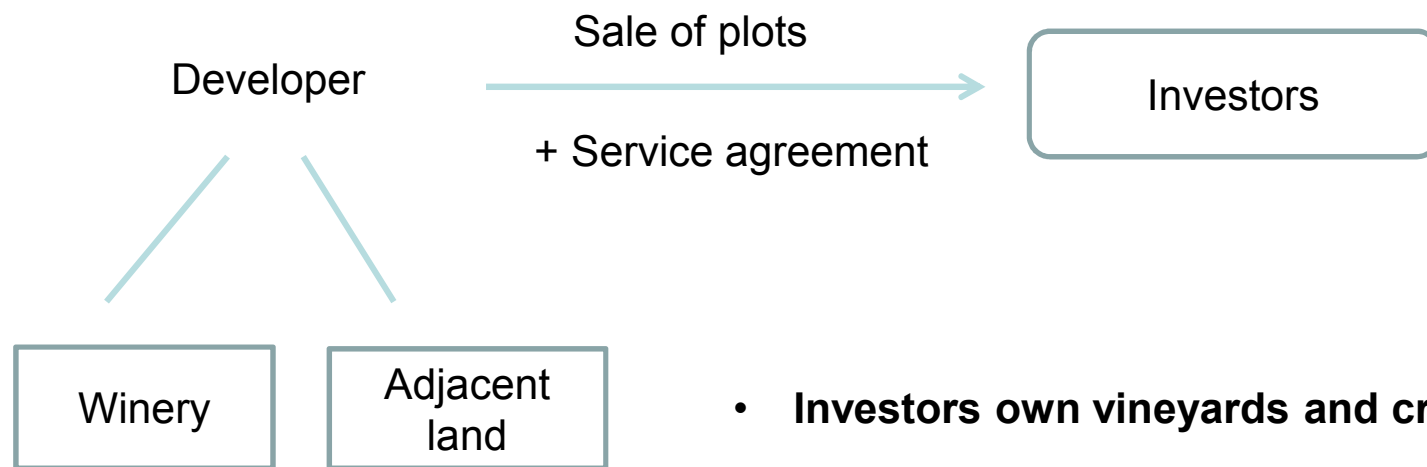 Sale of plots
Developer
Investors
+ Service agreement
Winery
Adjacent
land
• Investors own vineyards and